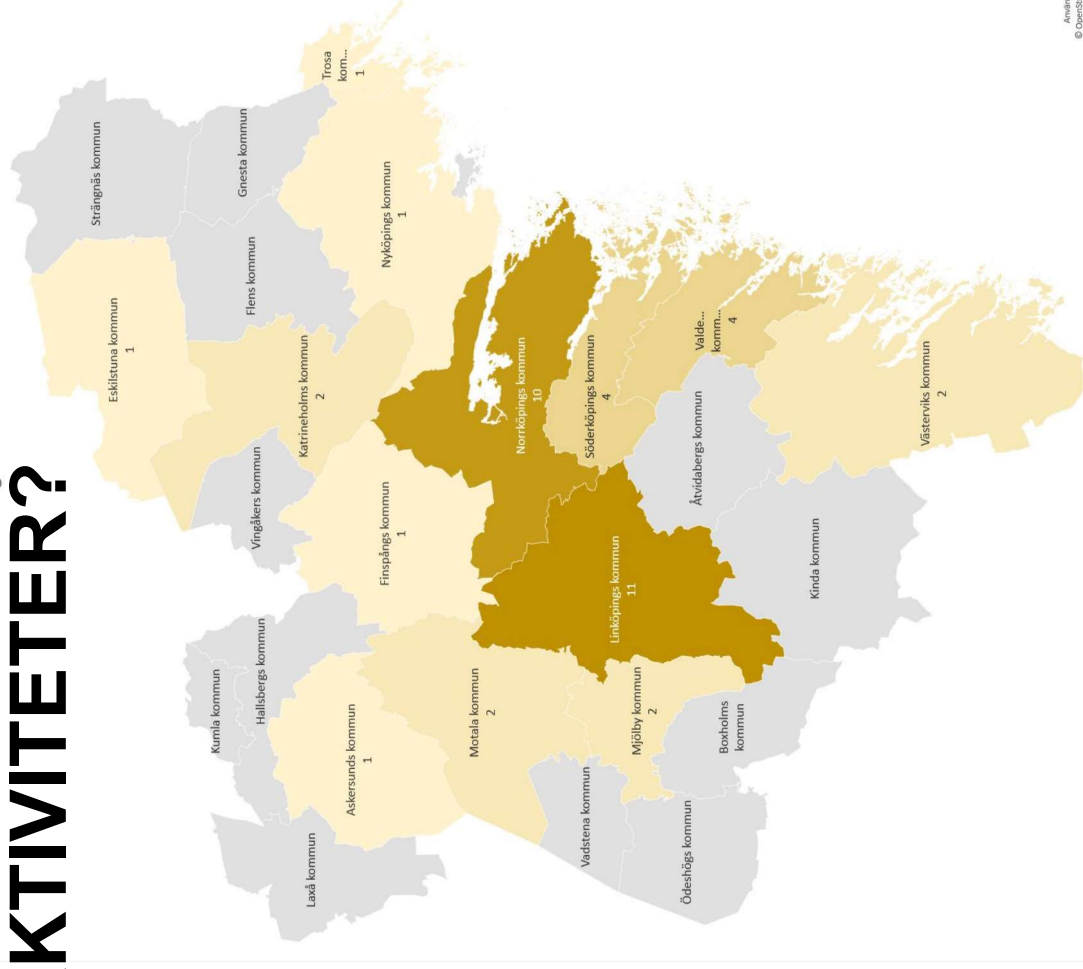 KTIVITETER?
Strängnäs kommun
Trosa
kom...
1
Gnesta kommun
Flens kommun
Eskilstuna kommun
1
Nyköpings kommun
1
Katrineholms kommun
2
Vingåkers kommun
Finspångs kommun
1
Kumla kommun
Hallsbergs kommun
Laxå kommun
Askersunds kommun
1
Motala kommun
2
Norrköpings kommun
10
Söderköpings kommun
4
Valde...
komm...
4
Linköpings kommun
11
Åtvidabergs kommun
Mjölby kommun
2
Vadstena kommun
Boxholms
kommun
Ödeshögs kommun
Kinda kommun
Västerviks kommun
2
Använ
© OpenSt